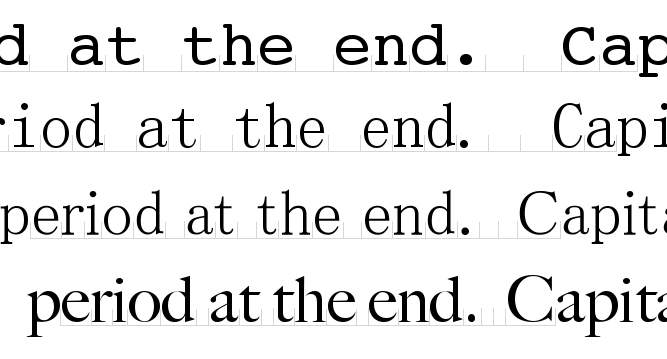 d at the end.  Cap
riod at the end.  Capi
period at the end.  Capita
period at the end.  Capita